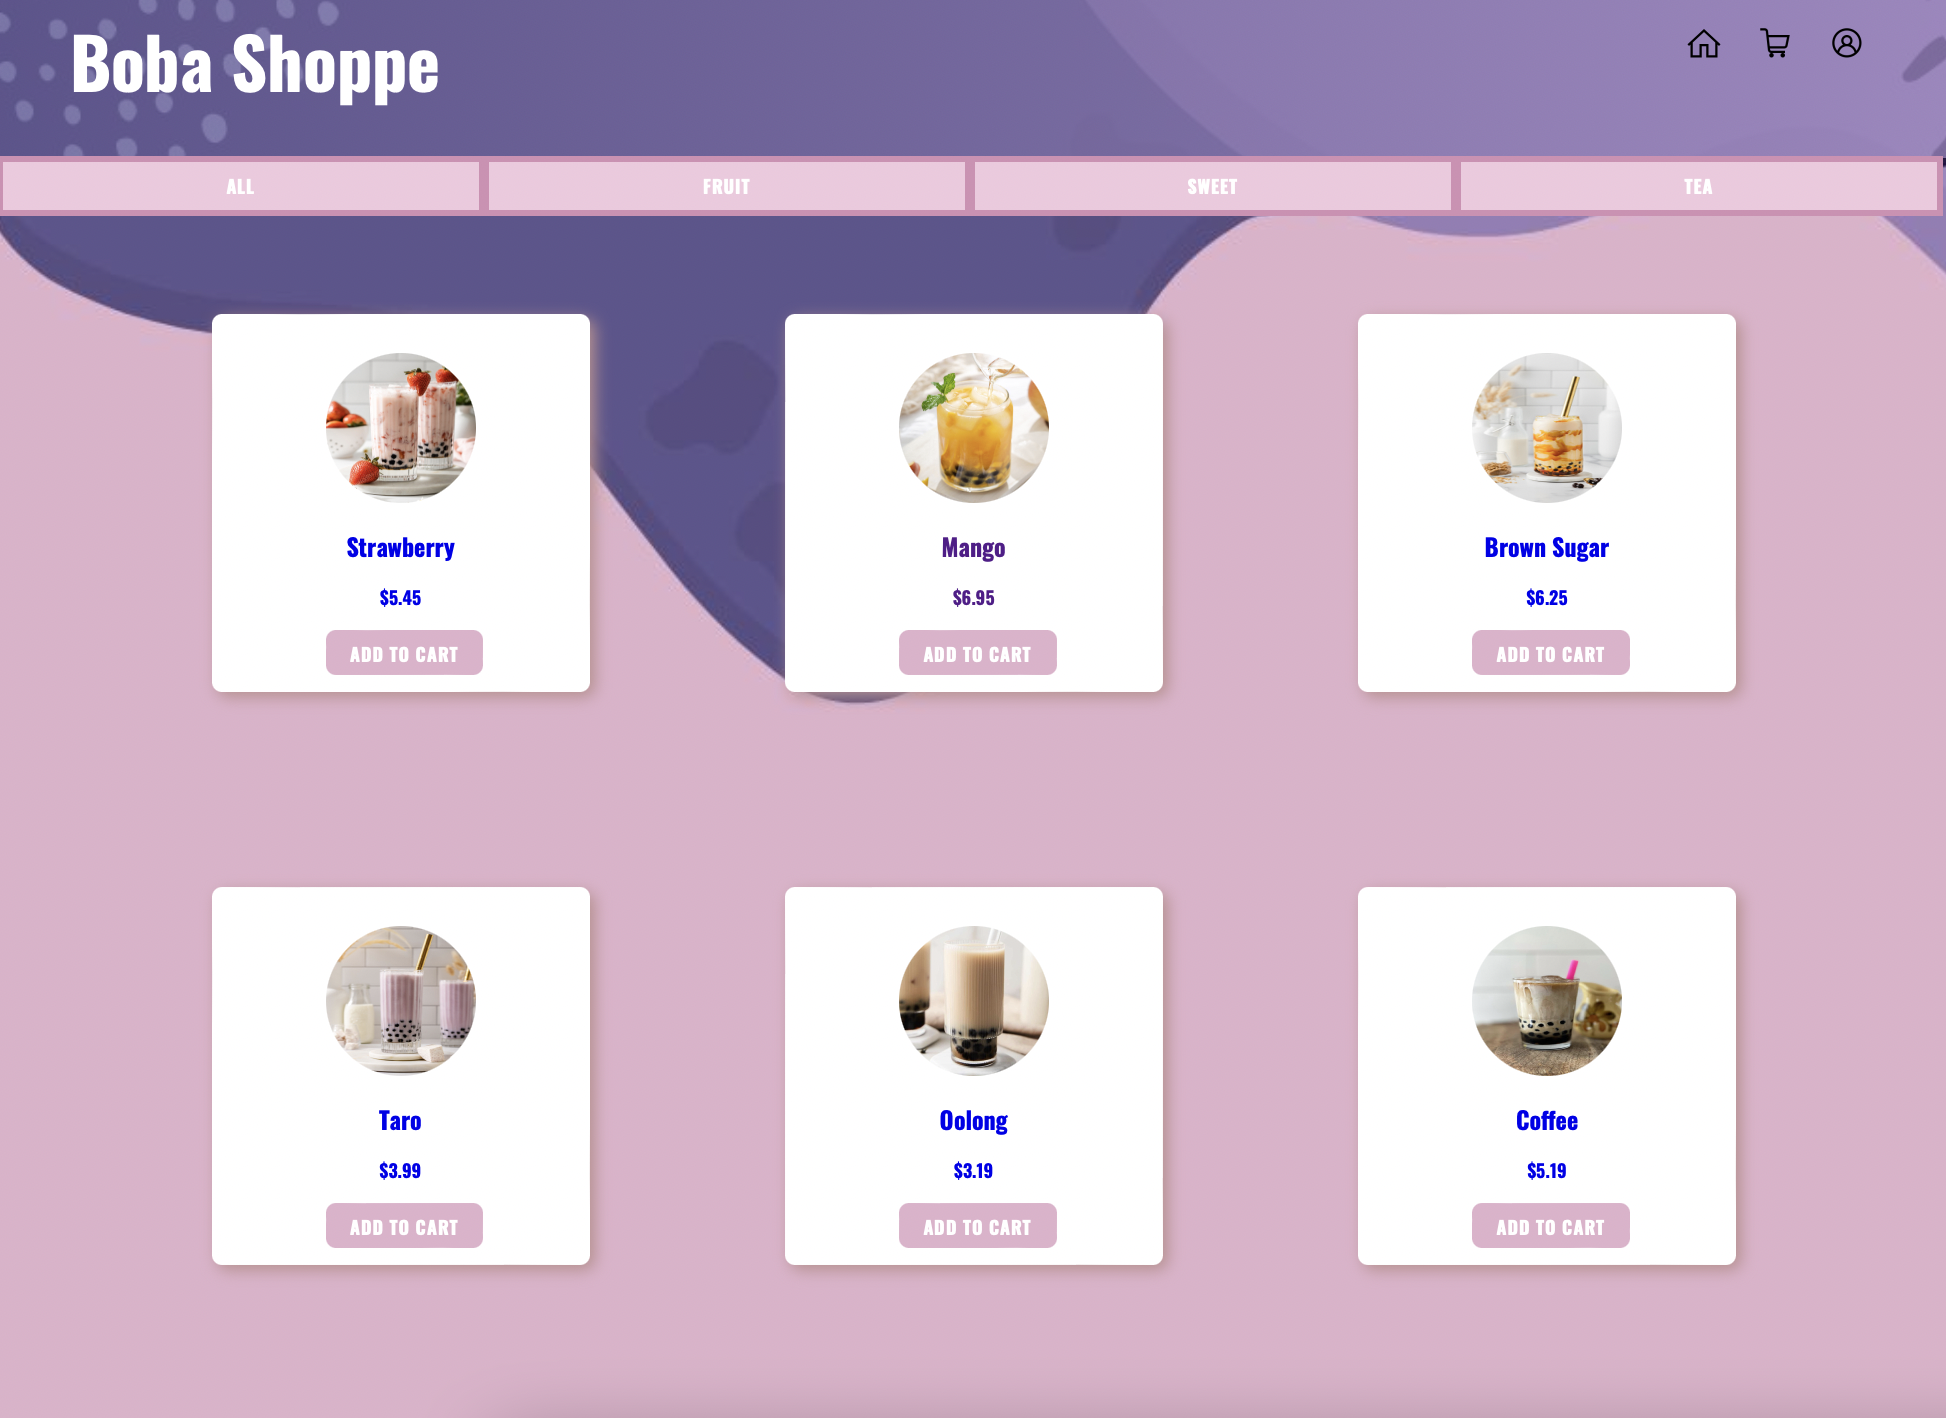 Boba Shoppe
ALL
FRUIT
SWEET
TEA
Strawberry
$5.45
ADD TO CART
Mango
$6.95
ADD TO CART
Brown Sugar
$6.25
ADD TO CART
Taro
$3.99
ADD TO CART
Oolong
$3.19
ADD TO CART
Coffee
$5.19
ADD TO CART